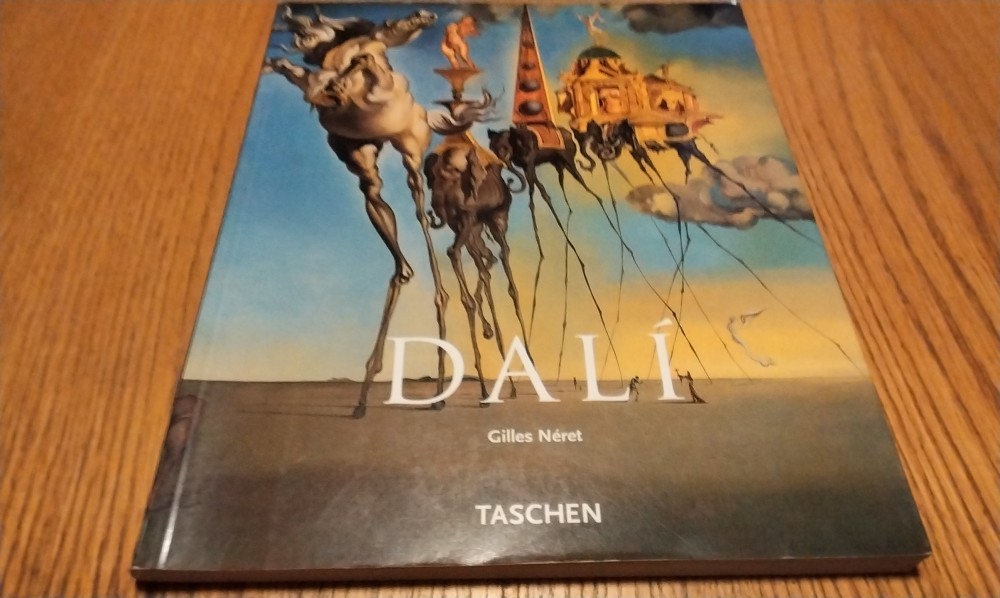 DALÍ
Gilles Néret
TASCHEN